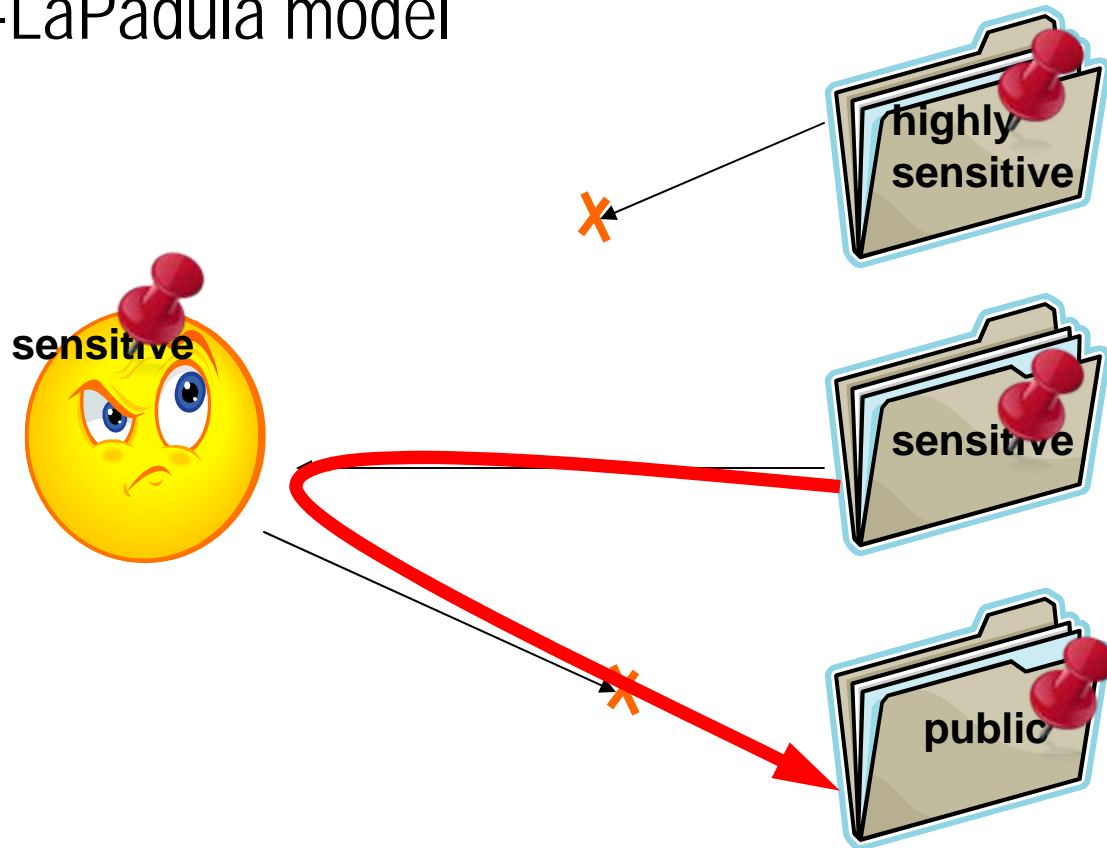 -LaPadula model
highly
sensitive
sensitive
sensitive
public